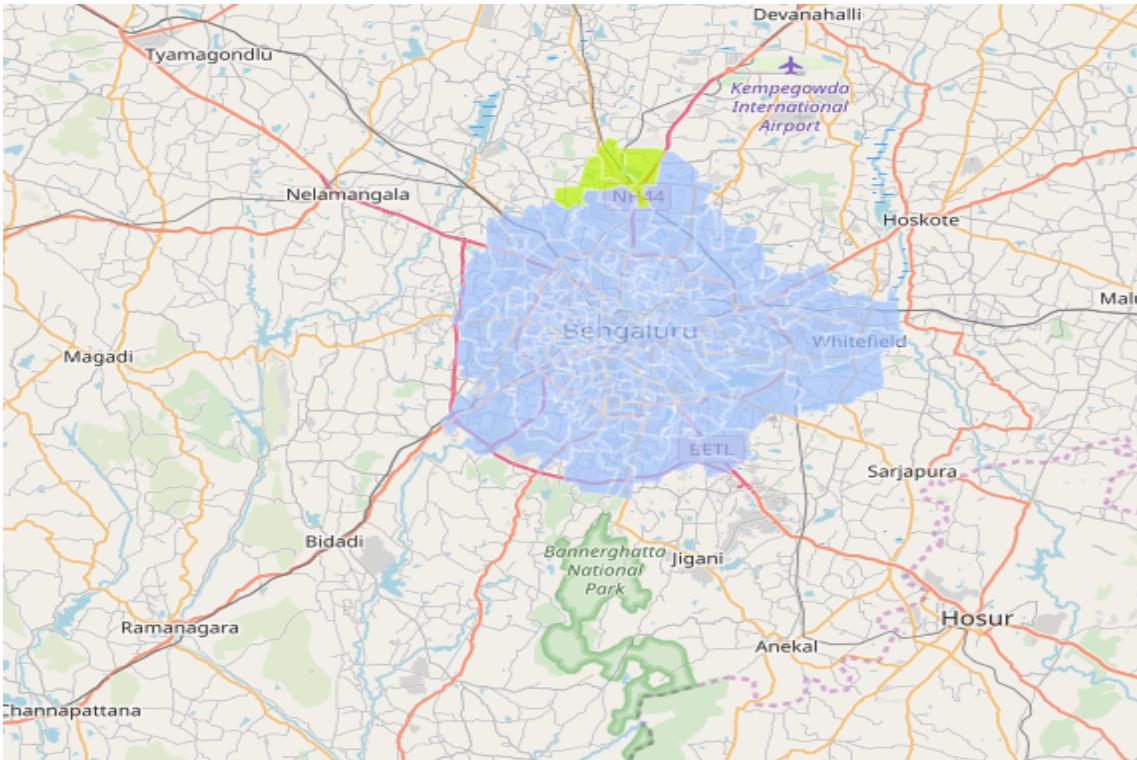 Devanahalli
Tyamagondlu
Kempegowda
International
Airport
Nelamangala
NH44
Hoskote
Malu
Bengaluru
Whitefield
Magadi
BETL
Sarjapura
Bidadi
Bannerghatta
National
Park
Jigani
Ramanagara
Hosur
Anekal
Channapattana